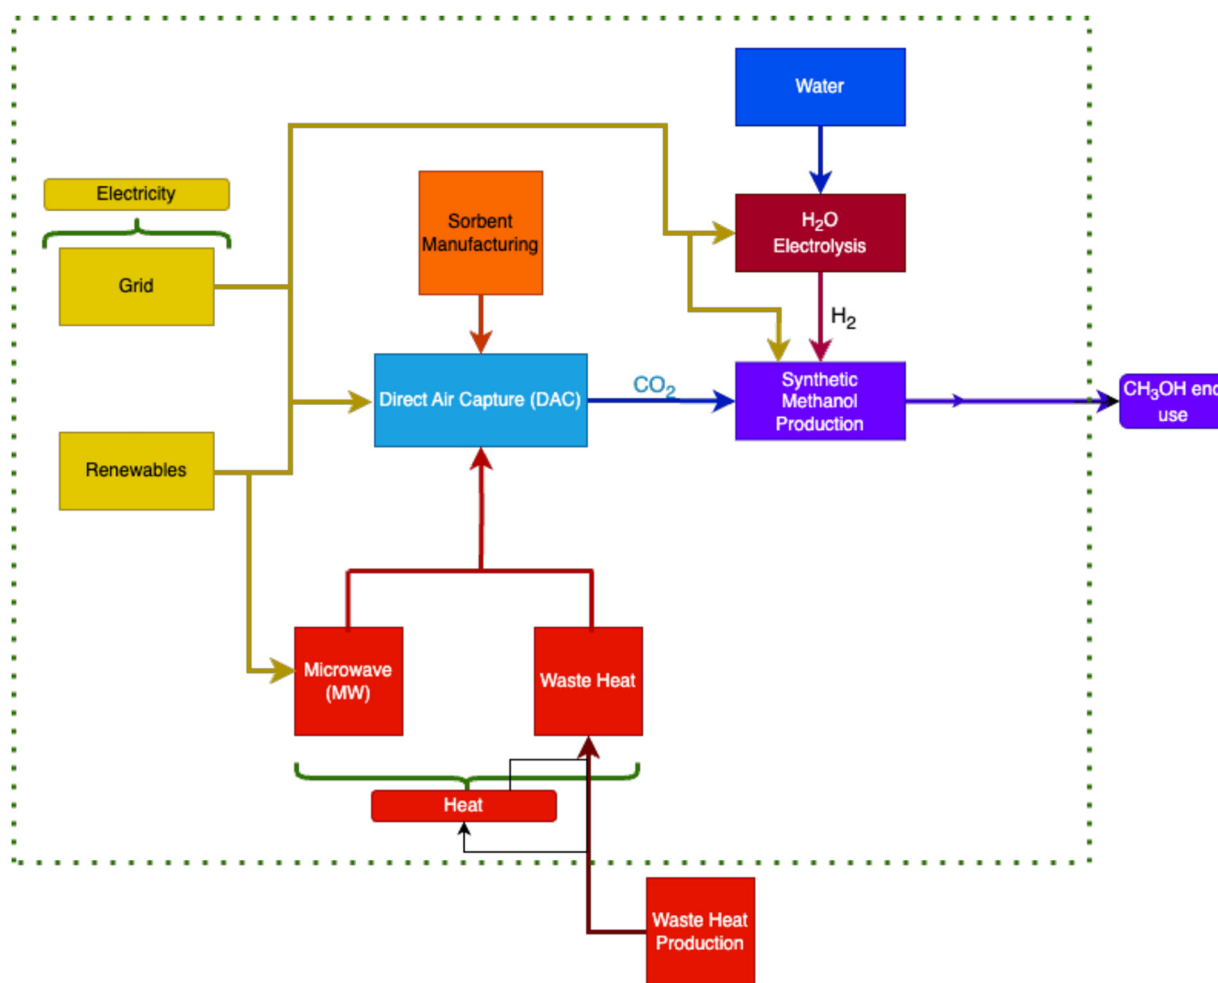 Water
Electricity
Sorbent
Manufacturing
H₂O
Electrolysis
Grid
H₂
CO₂
Direct Air Capture (DAC)
Synthetic
Methanol
Production
CH₃OH end
use
Renewables
Microwave
(MW)
Waste Heat
Heat
Waste Heat
Production